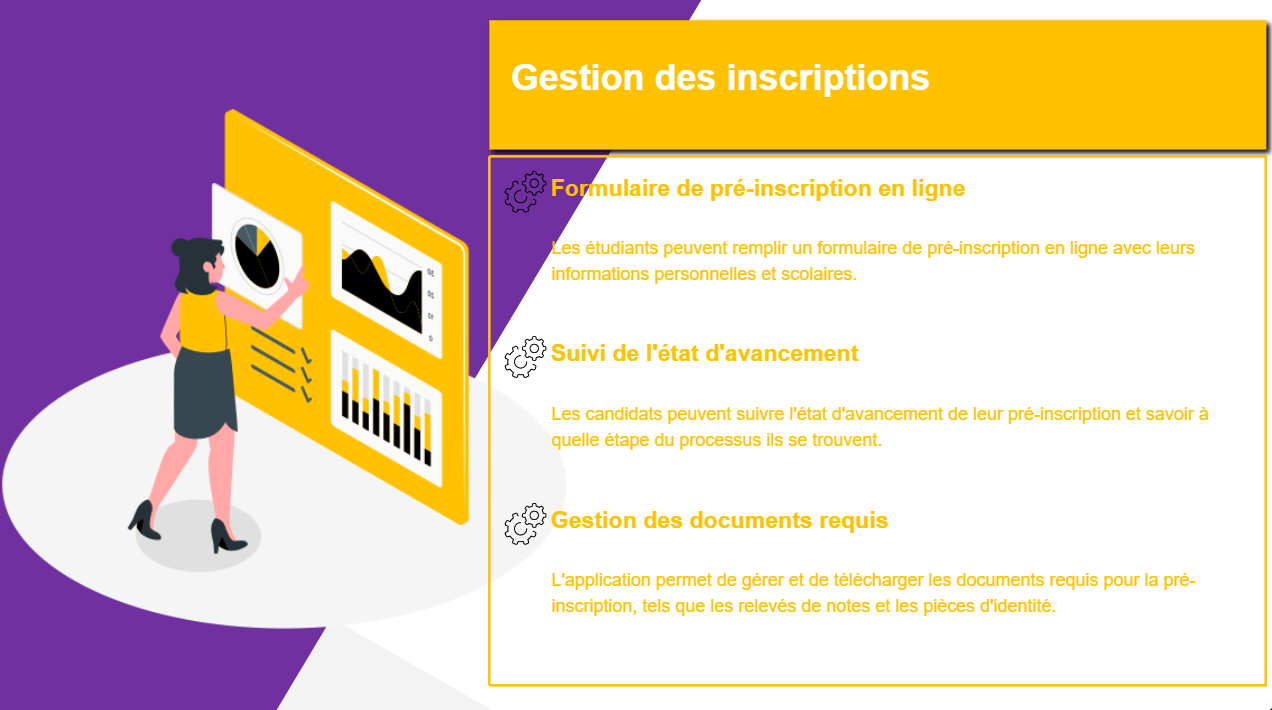 Gestion des inscriptions
Formulaire de pré-inscription en ligne
Les étudiants peuvent remplir un formulaire de pré-inscription en ligne avec leurs
informations personnelles et scolaires.
Suivi de l'état d'avancement
Les candidats peuvent suivre l'état d'avancement de leur pré-inscription et savoir à
quelle étape du processus ils se trouvent.
Gestion des documents requis
L'application permet de gérer et de télécharger les documents requis pour la pré-
inscription, tels que les relevés de notes et les pièces d'identité.